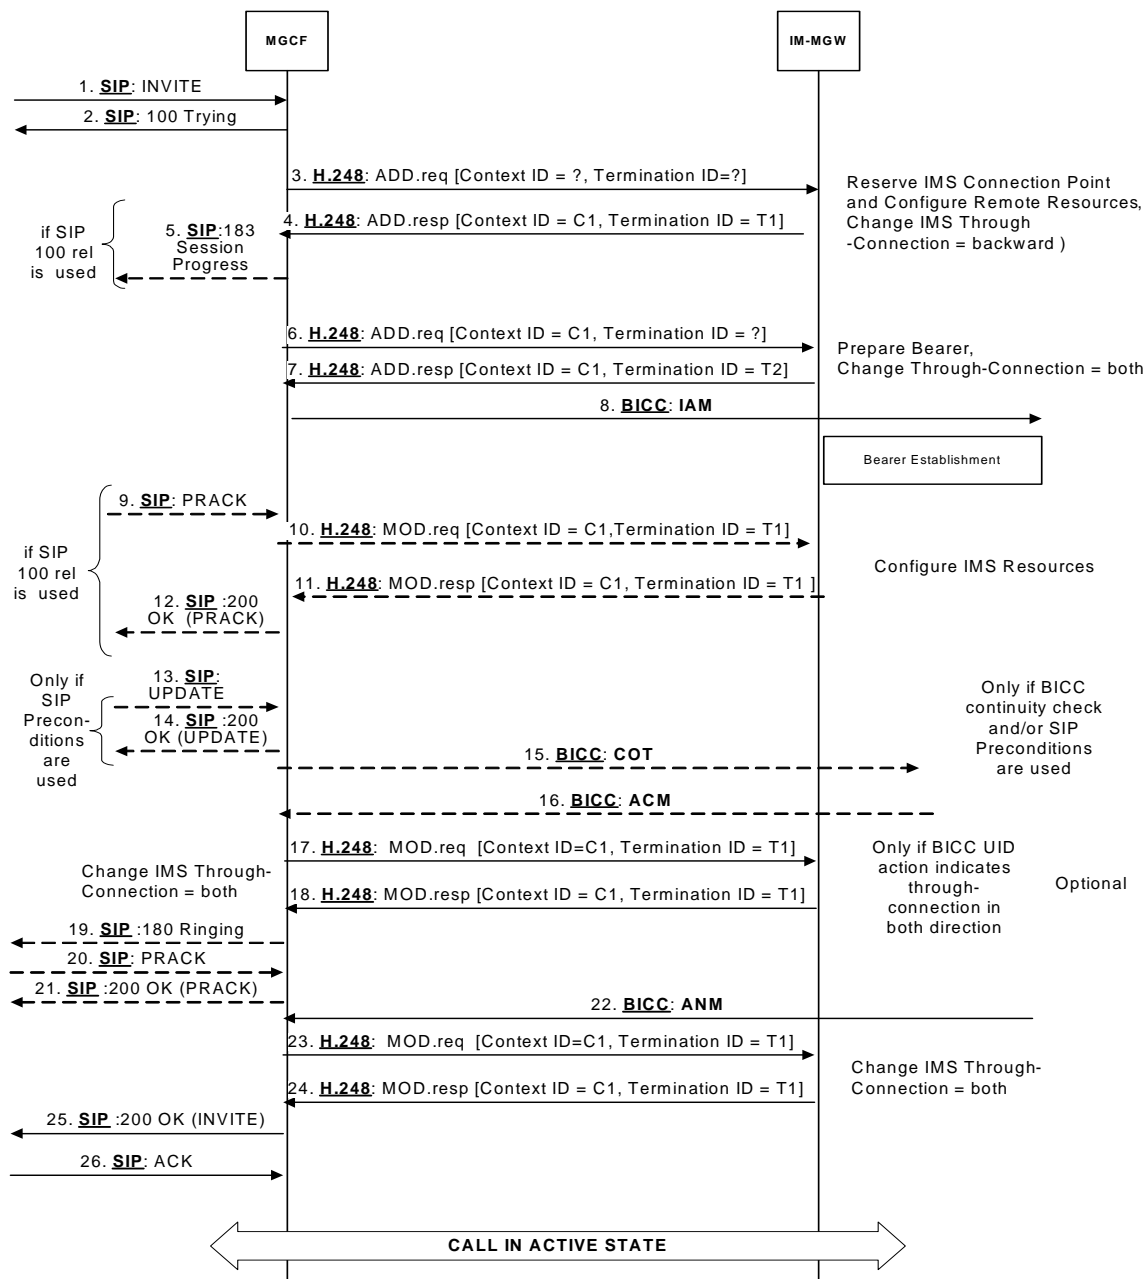 MGCF
IM-MGW
1. SIP: INVITE
2. SIP: 100 Trying
3. H.248: ADD.req [Context ID = ?, Termination ID=?]
Reserve IMS Connection Point
and Configure Remote Resources,
Change IMS Through
-Connection = backward )
4. H.248: ADD.resp [Context ID = C1, Termination ID = T1]
if SIP
100 rel
is used
5. SIP:183
Session
Progress
6. H.248: ADD.req [Context ID = C1, Termination ID = ?]
Prepare Bearer,
Change Through-Connection = both
7. H.248: ADD.resp [Context ID = C1, Termination ID = T2]
8. BICC: IAM
Bearer Establishment
9. SIP: PRACK
10. H.248: MOD.req [Context ID = C1,Termination ID = T1]
if SIP
100 rel
is used
Configure IMS Resources
11. H.248: MOD.resp [Context ID = C1, Termination ID = T1 ]
12. SIP :200
OK (PRACK)
13. SIP:
UPDATE
Only if
SIP
Precon-
ditions
are
used
14. SIP :200
OK (UPDATE)
Only if BICC
continuity check
and/or SIP
Preconditions
are used
15. BICC: COT
16. BICC: ACM
17. H.248: MOD.req [Context ID=C1, Termination ID = T1]
Change IMS Through-
Connection = both
Only if BICC UID
action indicates
through-
connection in
both direction
Optional
18. H.248: MOD.resp [Context ID = C1, Termination ID = T1]
19. SIP :180 Ringing
20. SIP: PRACK
21. SIP :200 OK (PRACK)
22. BICC: ANM
23. H.248: MOD.req [Context ID=C1, Termination ID = T1]
Change IMS Through-
Connection = both
24. H.248: MOD.resp [Context ID = C1, Termination ID = T1]
25. SIP :200 OK (INVITE)
26. SIP: ACK
CALL IN ACTIVE STATE